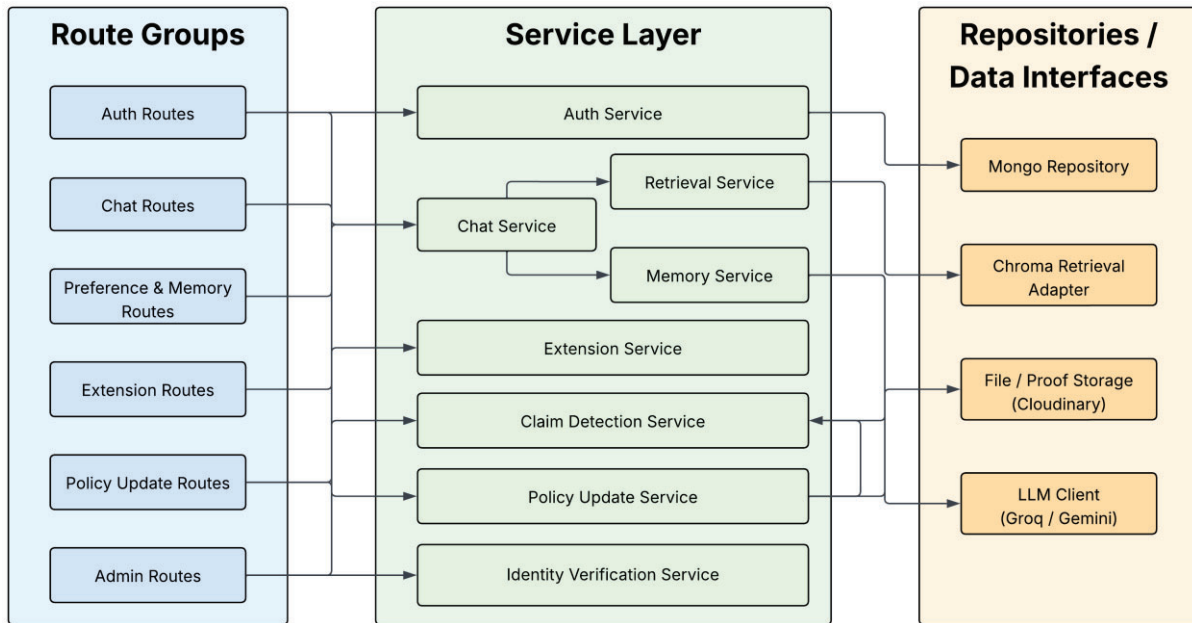 Route Groups
Auth Routes
Chat Routes
Preference & Memory
Routes
Extension Routes
Policy Update Routes
Admin Routes
Service Layer
Auth Service
Retrieval Service
Chat Service
Memory Service
Extension Service
Claim Detection Service
Policy Update Service
Identity Verification Service
Repositories /
Data Interfaces
Mongo Repository
Chroma Retrieval
Adapter
File / Proof Storage
(Cloudinary)
LLM Client
(Groq / Gemini)